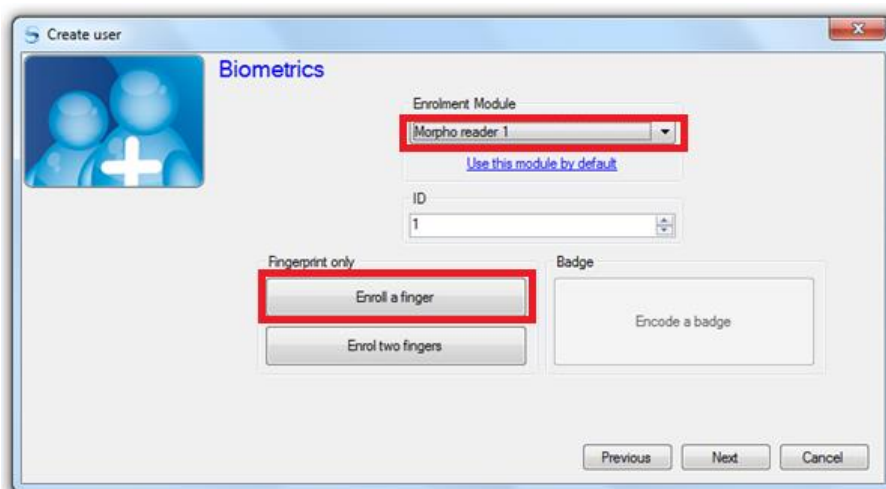 Create user
Biometrics
Enrolment Module
Morpho reader 1
Use this module by default
ID
1
Fingerprint only
Enroll a finger
Enrol two fingers
Badge
Encode a badge
Previous
Next
Cancel